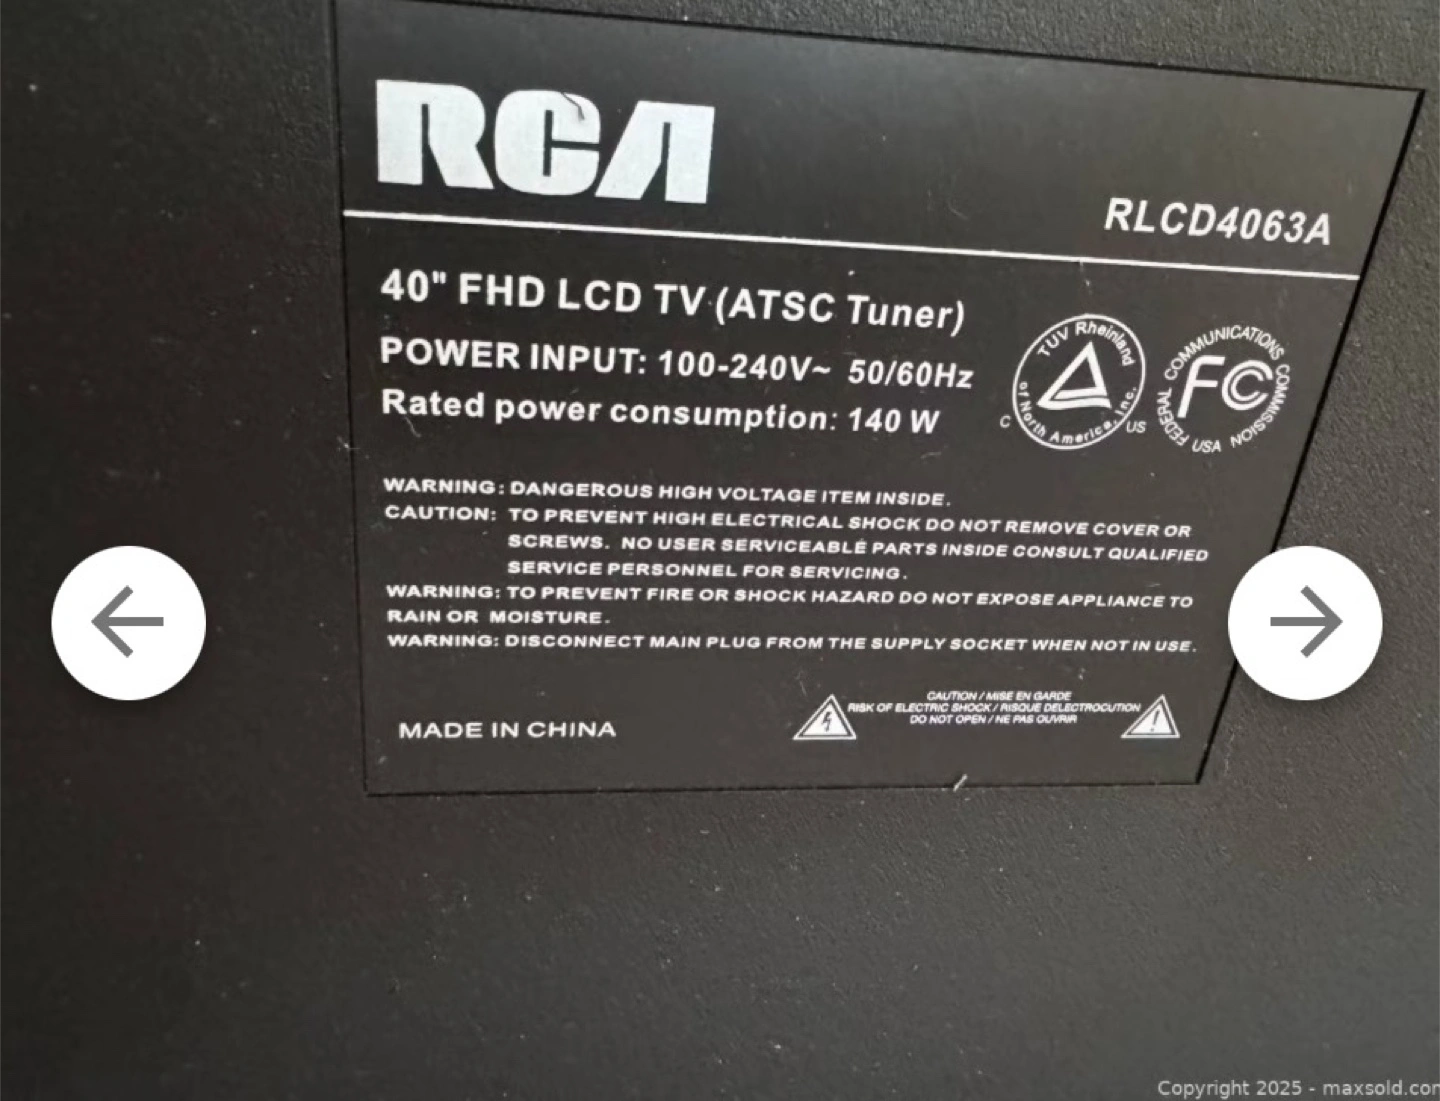 RCA
RLCD4063A
40" FHD LCD TV (ATSC Tuner)
POWER INPUT: 100-240V~ 50/60Hz
Rated power consumption: 140 W
TUV Rheinland
of North America, Inc.
C US
FEDERAL COMMUNICATIONS COMMISSION
FC
USA
WARNING: DANGEROUS HIGH VOLTAGE ITEM INSIDE.
CAUTION: TO PREVENT HIGH ELECTRICAL SHOCK DO NOT REMOVE COVER OR
SCREWS. NO USER SERVICEABLE PARTS INSIDE CONSULT QUALIFIED
SERVICE PERSONNEL FOR SERVICING.
WARNING: TO PREVENT FIRE OR SHOCK HAZARD DO NOT EXPOSE APPLIANCE TO
RAIN OR MOISTURE.
WARNING: DISCONNECT MAIN PLUG FROM THE SUPPLY SOCKET WHEN NOT IN USE.
CAUTION / MISE EN GARDE
RISK OF ELECTRIC SHOCK / RISQUE DELECTROCUTION
DO NOT OPEN / NE PAS OUVRIR
MADE IN CHINA
Copyright 2025 - maxsold.con